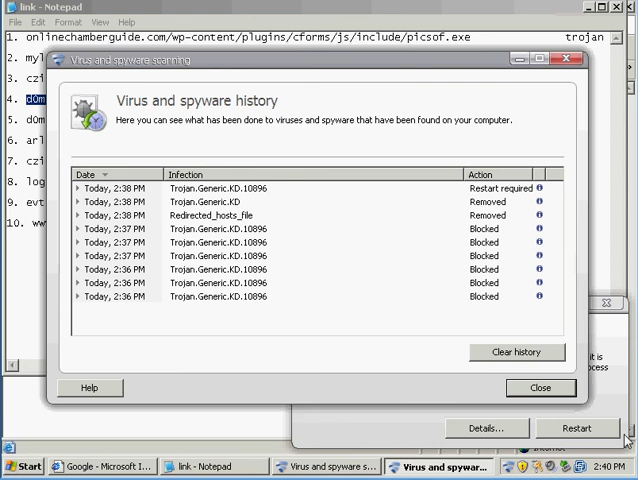 link - Notepad
File Edit Format View Help
1. onlinechamberguide.com/wp-content/plugins/cforms/js/include/picsof.exe trojan
2. myl
3. czi
4. d0m
5. d0m
6. arl
7. czi
8. log
9. evt
10. ww
Virus and spyware scanning
Virus and spyware history
Here you can see what has been done to viruses and spyware that have been found on your computer.
Date Infection Action
Today, 2:38 PM Trojan.Generic.KD.10896 Restart required
Today, 2:38 PM Trojan.Generic.KD Removed
Today, 2:38 PM Redirected_hosts_file Removed
Today, 2:37 PM Trojan.Generic.KD.10896 Blocked
Today, 2:37 PM Trojan.Generic.KD.10896 Blocked
Today, 2:37 PM Trojan.Generic.KD.10896 Blocked
Today, 2:36 PM Trojan.Generic.KD.10896 Blocked
Today, 2:36 PM Trojan.Generic.KD.10896 Blocked
Today, 2:36 PM Trojan.Generic.KD.10896 Blocked
Clear history
it is
ocess
Help Close
Details... Restart
Internet
Start Google - Microsoft I... link - Notepad Virus and spyware s... Virus and spywar... 2:40 PM